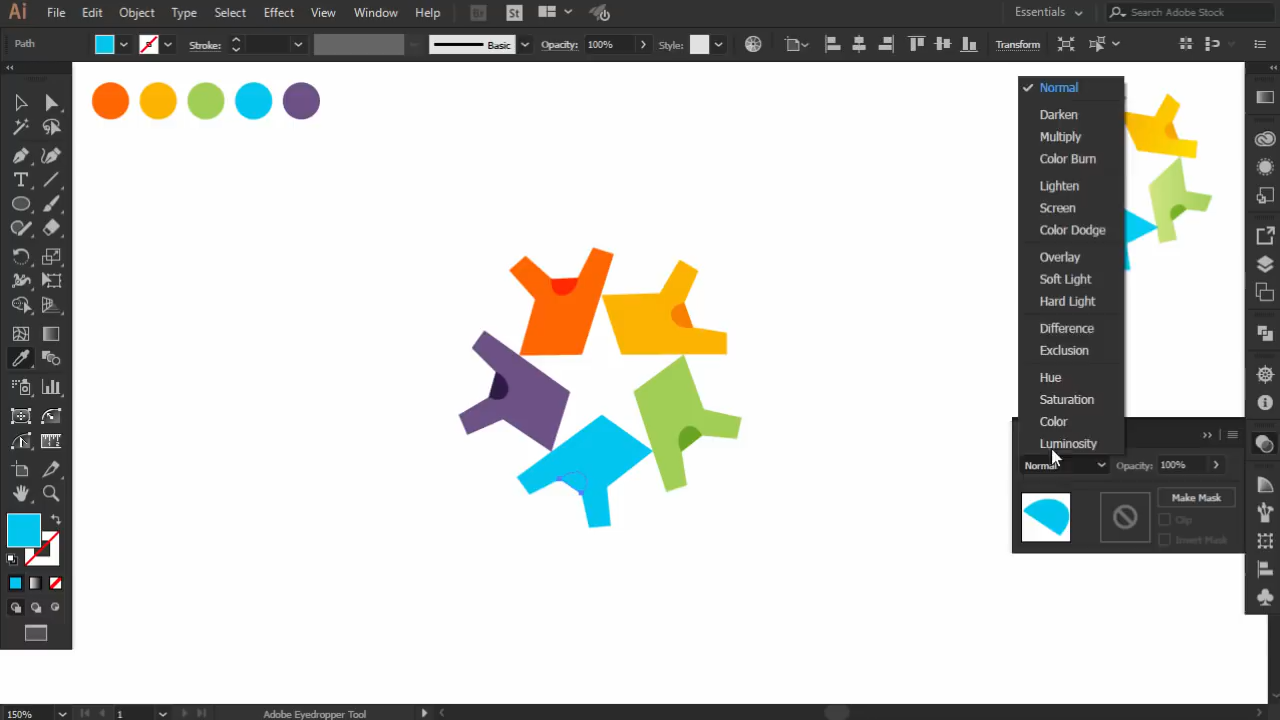 Ai File Edit Object Type Select Effect View Window Help Br St Essentials Search Adobe Stock
Path Stroke: Basic Opacity: 100% Style: Transform
Normal
Darken
Multiply
Color Burn
Lighten
Screen
Color Dodge
Overlay
Soft Light
Hard Light
Difference
Exclusion
Hue
Saturation
Color
Luminosity
Normal Opacity: 100%
Make Mask
Clip
Invert Mask
150% 1 Adobe Eyedropper Tool